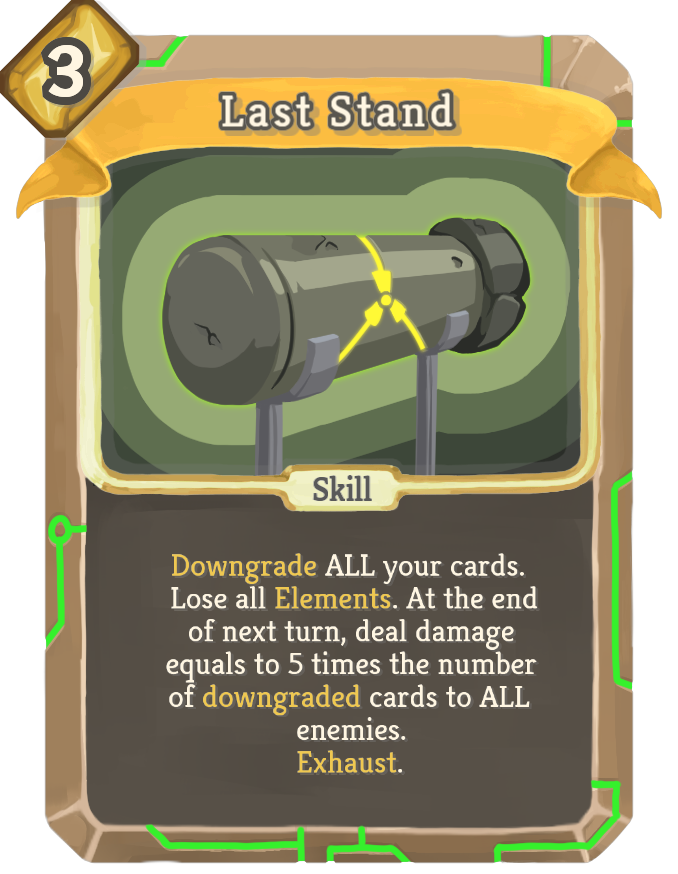 3
Last Stand
Skill
Downgrade ALL your cards.
Lose all Elements. At the end
of next turn, deal damage
equals to 5 times the number
of downgraded cards to ALL
enemies.
Exhaust.